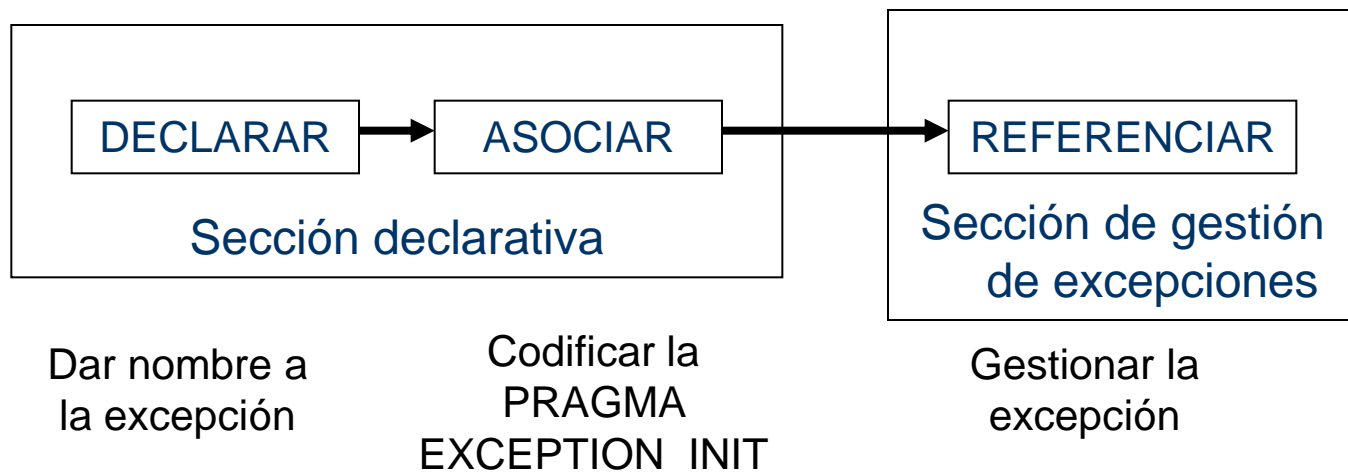 DECLARAR
ASOCIAR
REFERENCIAR
Sección declarativa
Sección de gestión
de excepciones
Dar nombre a
la excepción
Codificar la
PRAGMA
EXCEPTION_INIT
Gestionar la
excepción